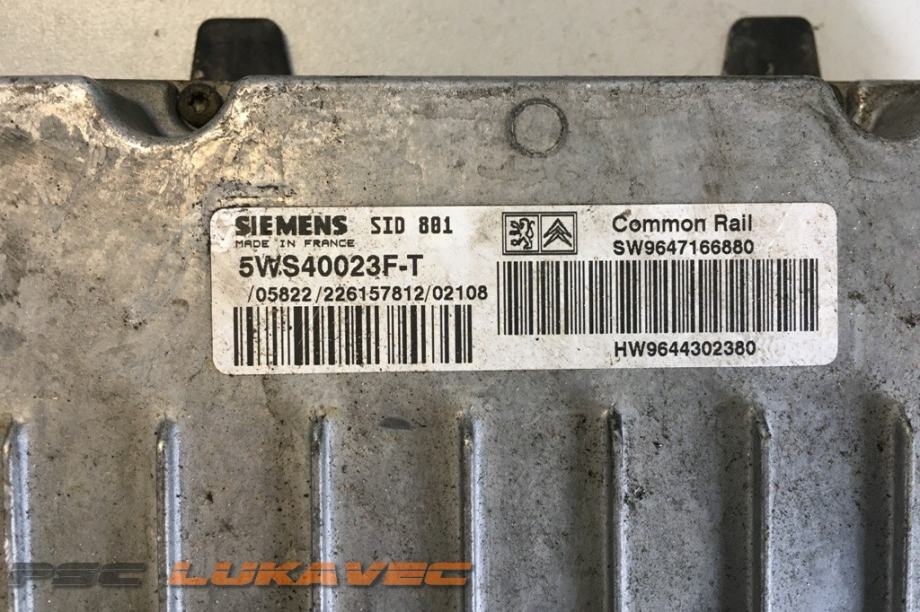 SIEMENS SID 801
MADE IN FRANCE
5WS40023F-T
/05822/226157812/02108
Common Rail
SW9647166880
HW9644302380
PSC LUKAVEC